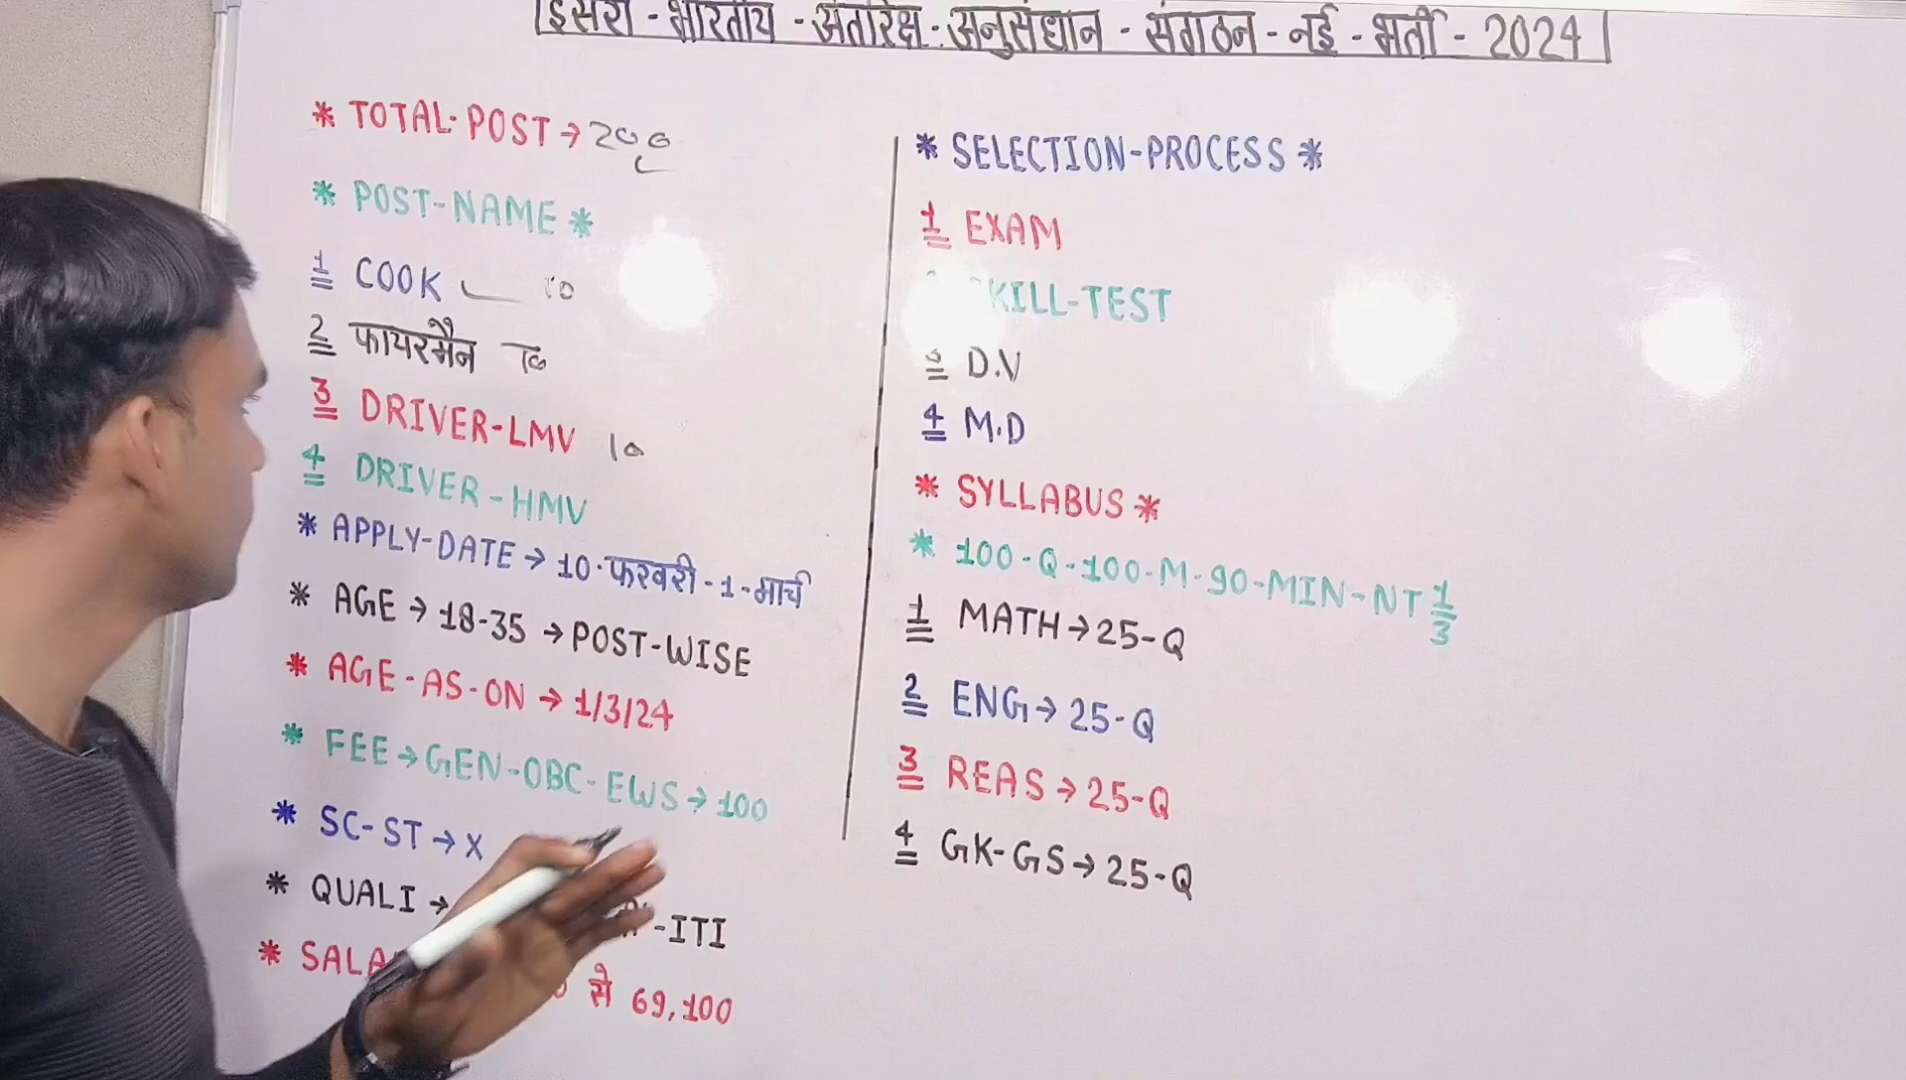 इसरो - भारतीय - अंतरिक्ष - अनुसंधान - संगठन - नई - भर्ती - 2024
* TOTAL-POST → 200
* POST-NAME *
1 COOK 10
2 फायरमैन 10
3 DRIVER-LMV 10
4 DRIVER-HMV
* APPLY-DATE → 10-फरवरी-1-मार्च
* AGE → 18-35 → POST-WISE
* AGE-AS-ON → 1/3/24
* FEE → GEN-OBC-EWS → 100
* SC-ST → X
* QUALI → -ITI
* से 69,100
* SELECTION-PROCESS *
1 EXAM
KILL-TEST
3 D.V
4 M.D
* SYLLABUS *
* 100-Q-100-M-90-MIN-NT 1/3
1 MATH → 25-Q
2 ENG → 25-Q
3 REAS → 25-Q
4 GK-GS → 25-Q